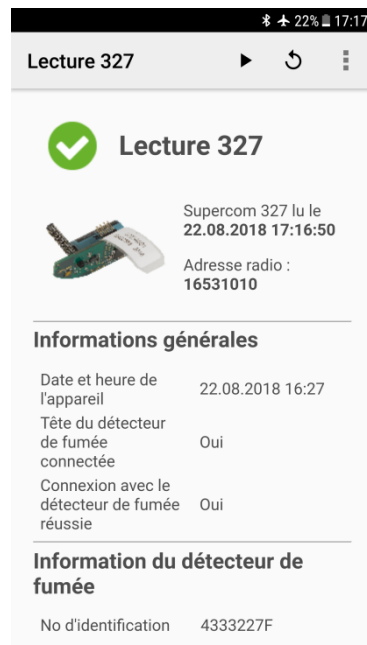 22% 17:17
Lecture 327
Lecture 327
Supercom 327 lu le
22.08.2018 17:16:50
Adresse radio :
16531010
Informations générales
Date et heure de
l'appareil
22.08.2018 16:27
Tête du détecteur
de fumée
connectée
Oui
Connexion avec le
détecteur de fumée
réussie
Oui
Information du détecteur de
fumée
No d'identification
4333227F